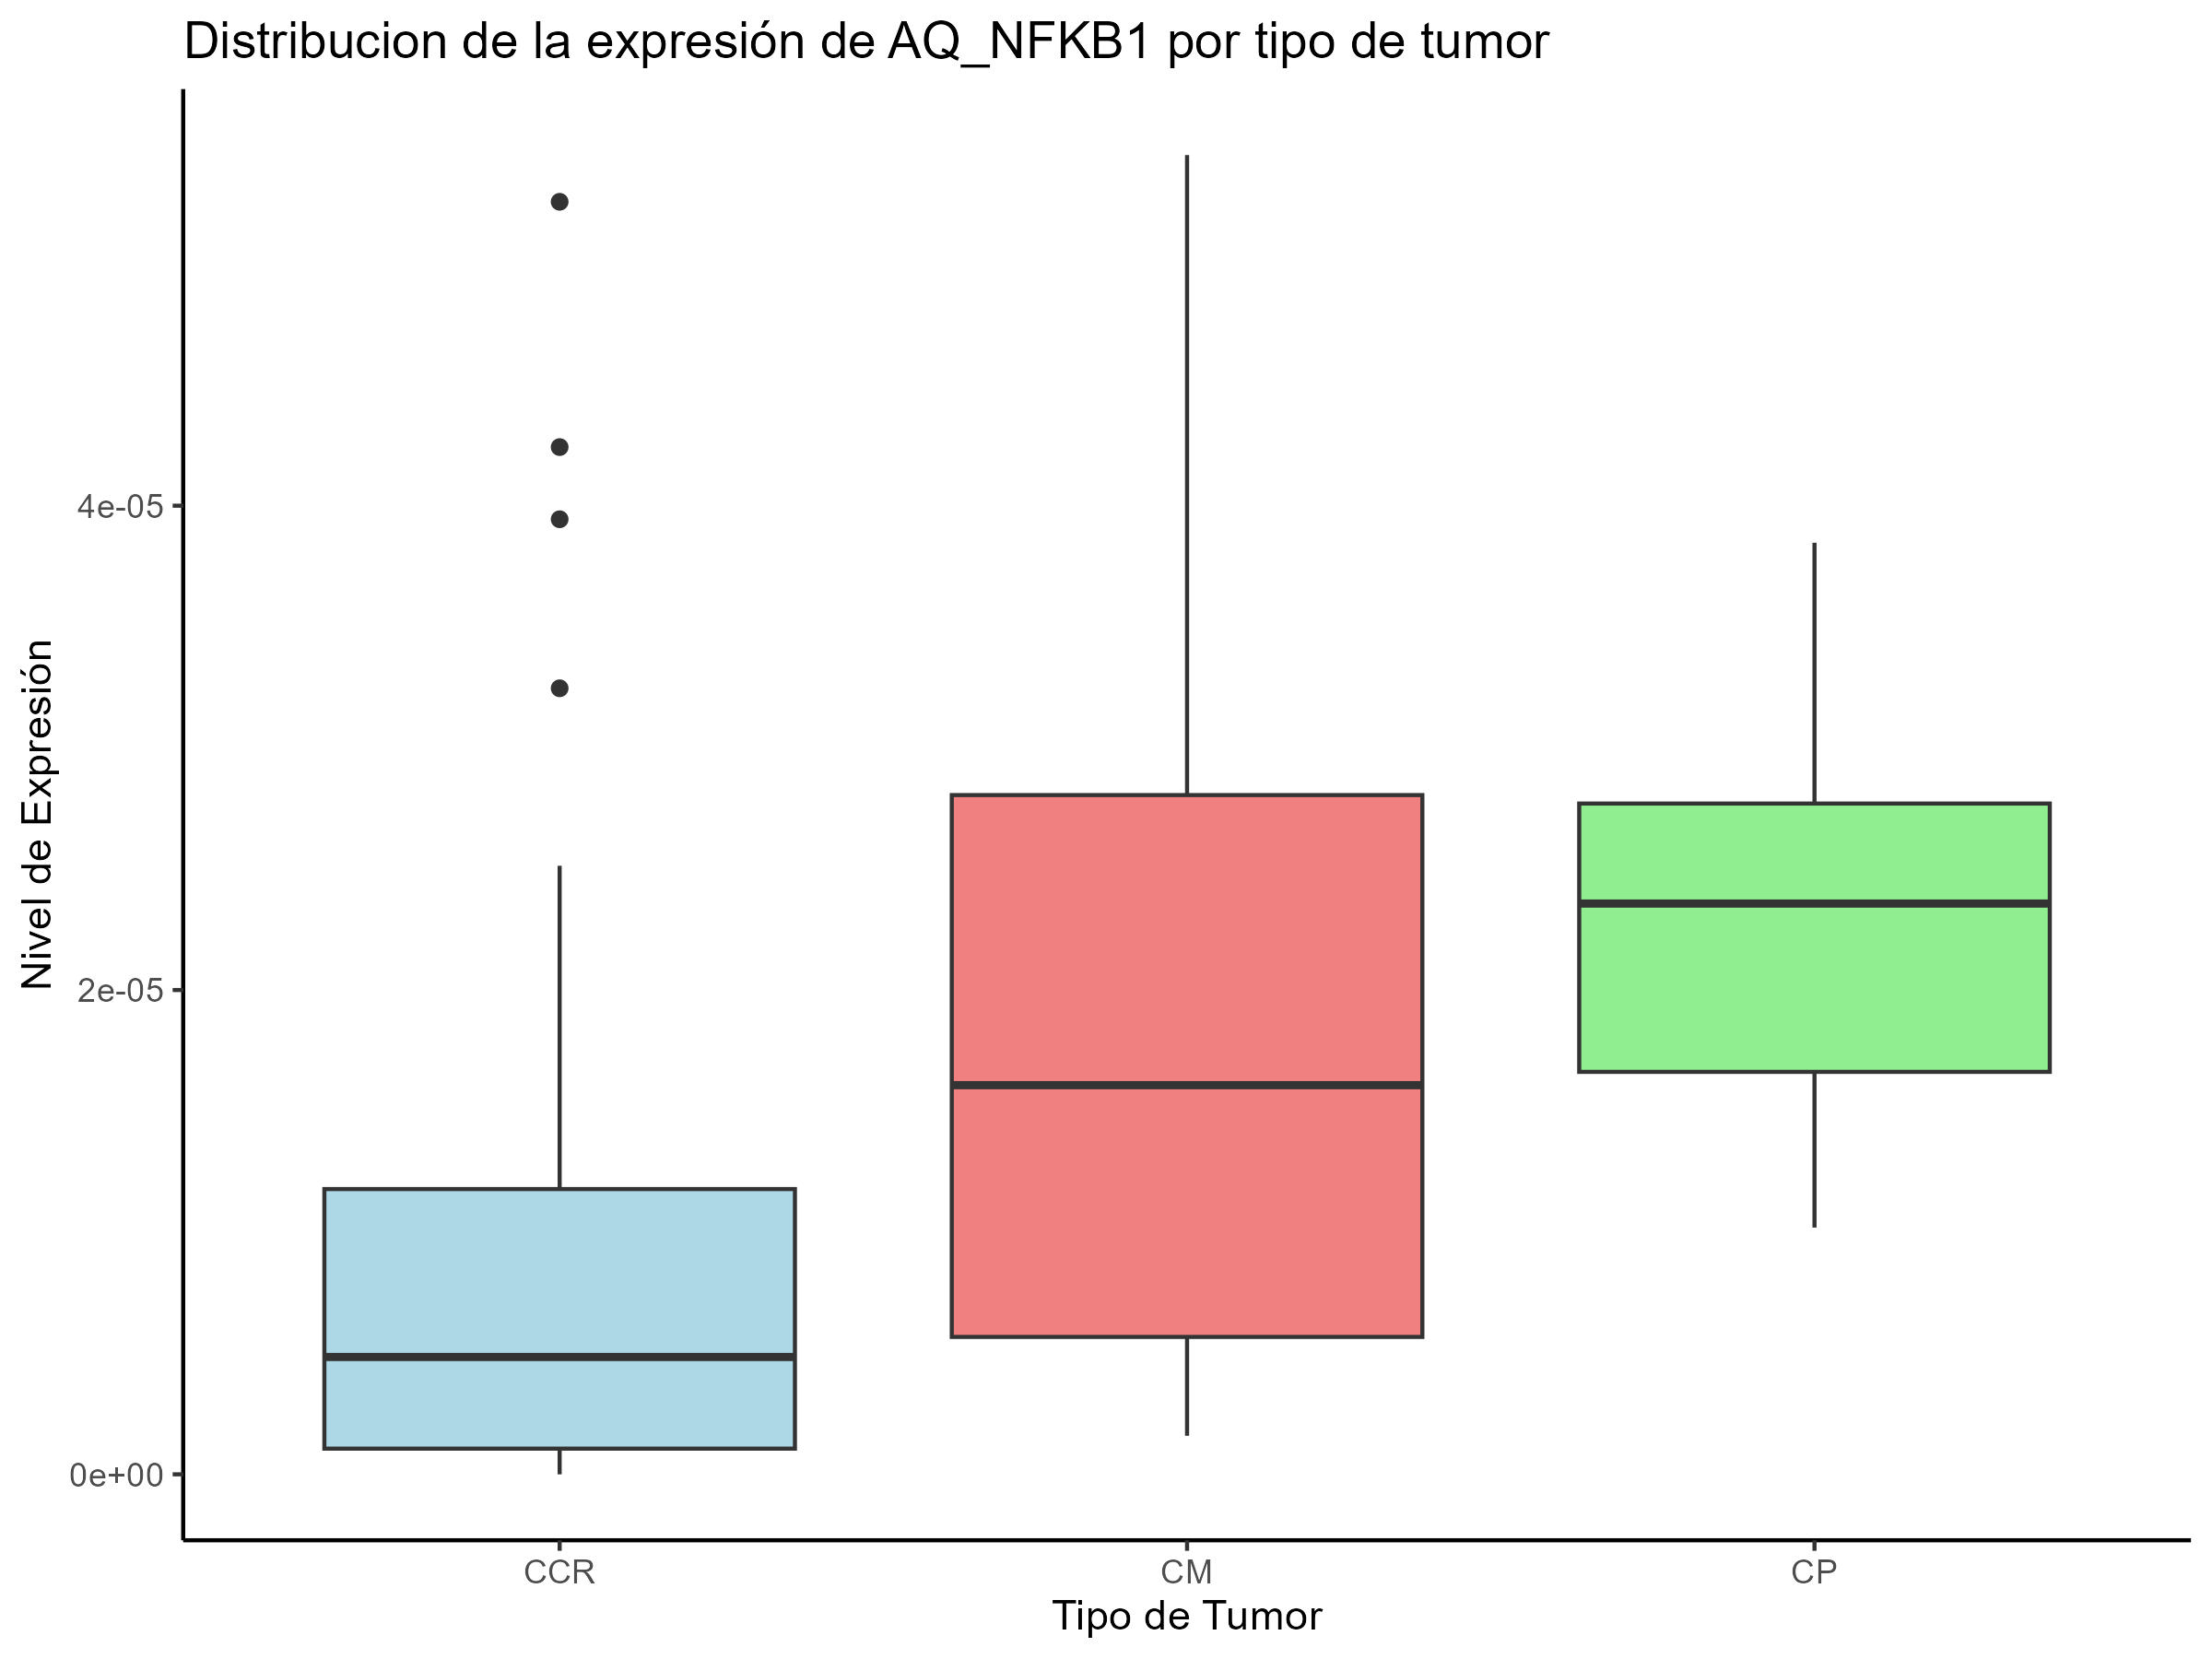 Distribucion de la expresión de AQ_NFKB1 por tipo de tumor
Nivel de Expresión
4e-05
2e-05
0e+00
CCR
CM
CP
Tipo de Tumor